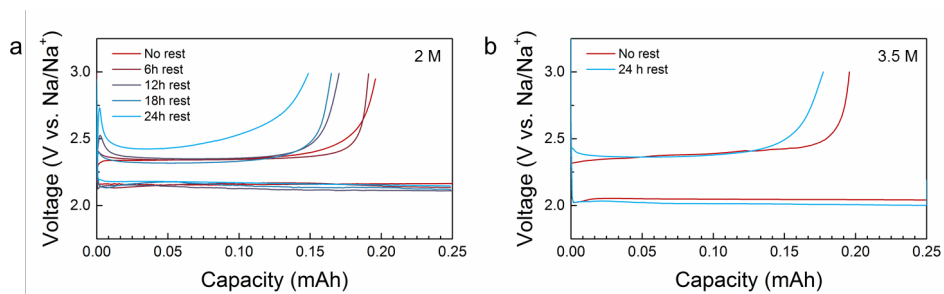 a
Voltage (V vs. Na/Na⁺)
3.0
2.5
2.0
No rest
6h rest
12h rest
18h rest
24h rest
2 M
0.00 0.05 0.10 0.15 0.20 0.25
Capacity (mAh)
b
Voltage (V vs. Na/Na⁺)
3.0
2.5
2.0
No rest
24 h rest
3.5 M
0.00 0.05 0.10 0.15 0.20 0.25
Capacity (mAh)